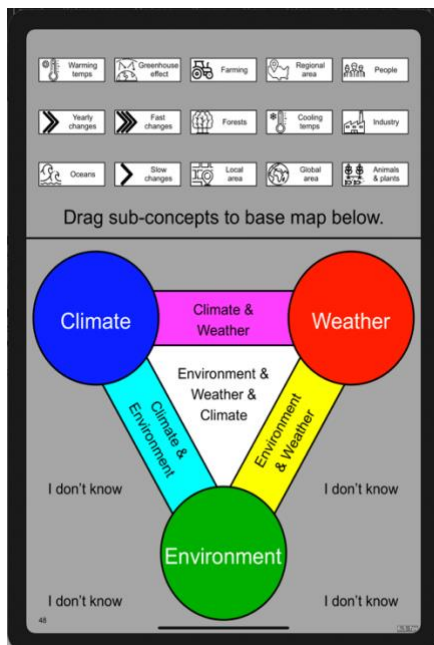 Warming
temps
Greenhouse
effect
Farming
Regional
area
People
Yearly
changes
Fast
changes
Forests
Cooling
temps
Industry
Oceans
Slow
changes
Local
area
Global
area
Animals
& plants
Drag sub-concepts to base map below.
Climate
Climate &
Weather
Weather
Environment &
Weather &
Climate
Climate &
Environment
Environment
& Weather
I don't know
I don't know
Environment
I don't know
I don't know
48